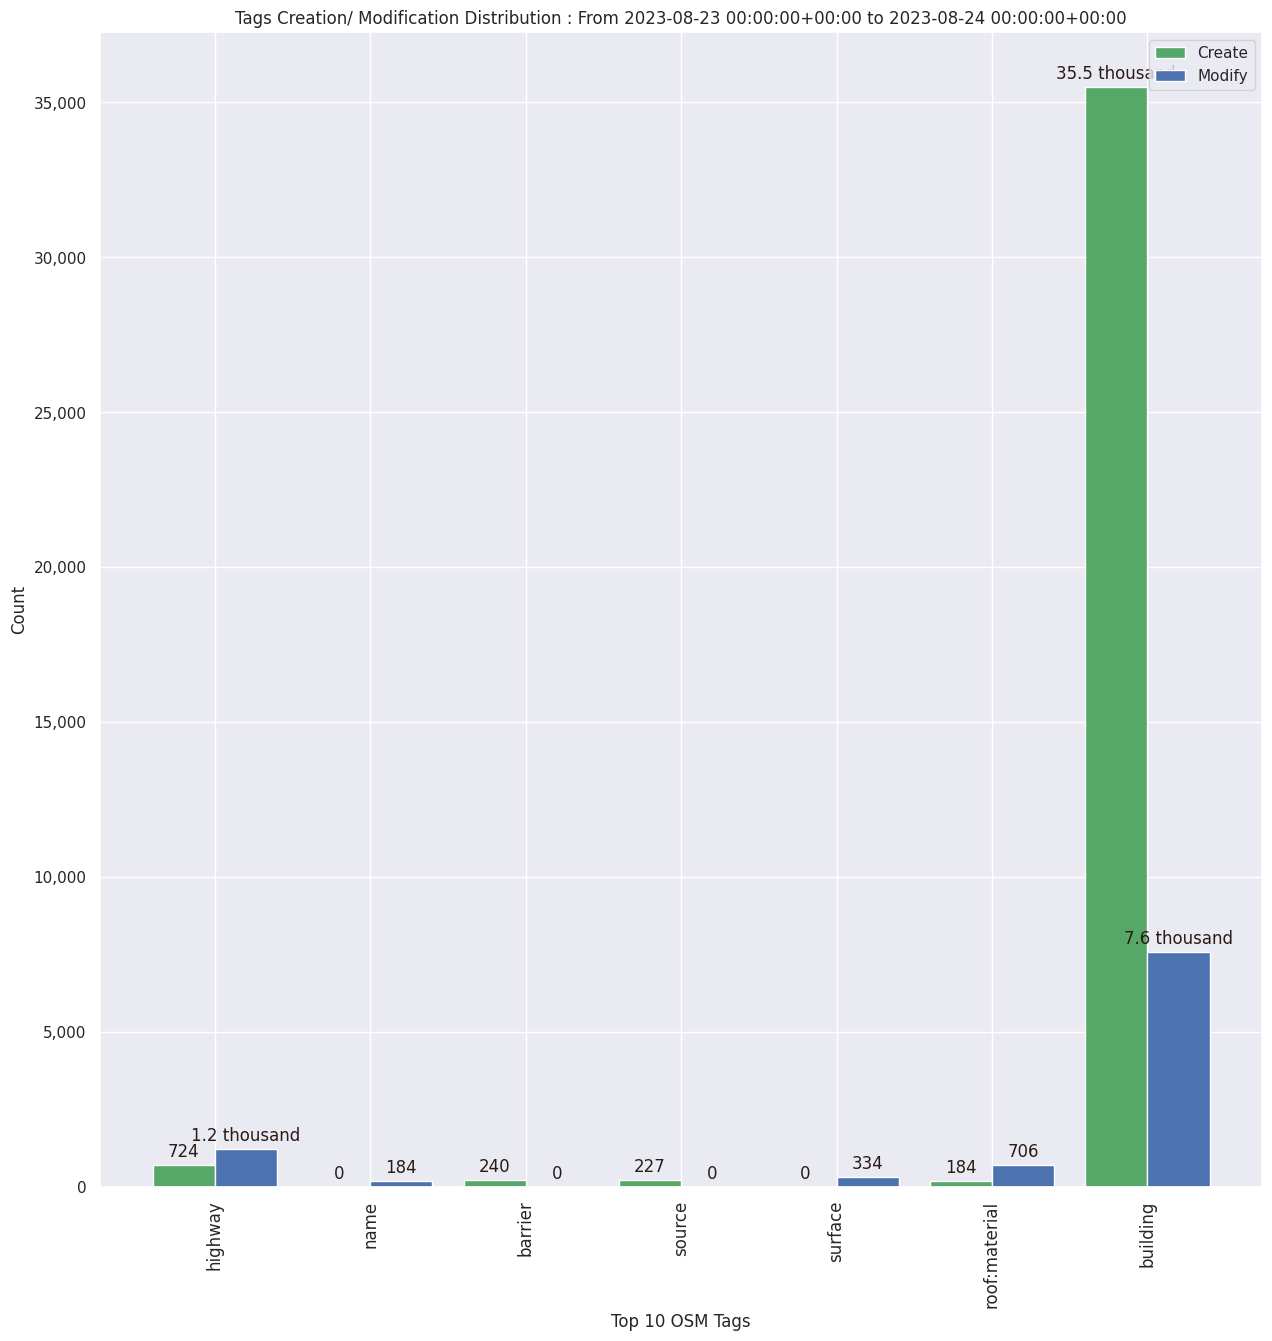 Tags Creation/ Modification Distribution : From 2023-08-23 00:00:00+00:00 to 2023-08-24 00:00:00+00:00
Create
Modify
35.5 thousand
35,000
30,000
25,000
20,000
15,000
10,000
5,000
0
Count
7.6 thousand
724
1.2 thousand
0
184
240
0
227
0
0
334
184
706
highway
name
barrier
source
surface
roof:material
building
Top 10 OSM Tags